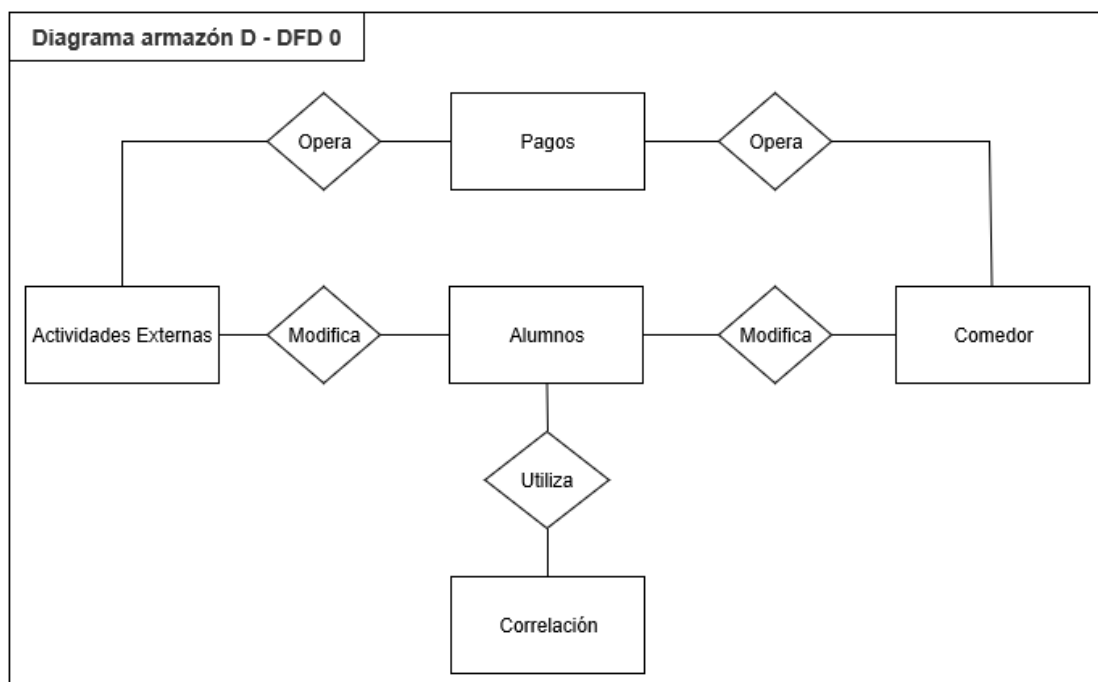 Diagrama armazón D - DFD 0
Opera
Pagos
Opera
Actividades Externas
Modifica
Alumnos
Modifica
Comedor
Utiliza
Correlación